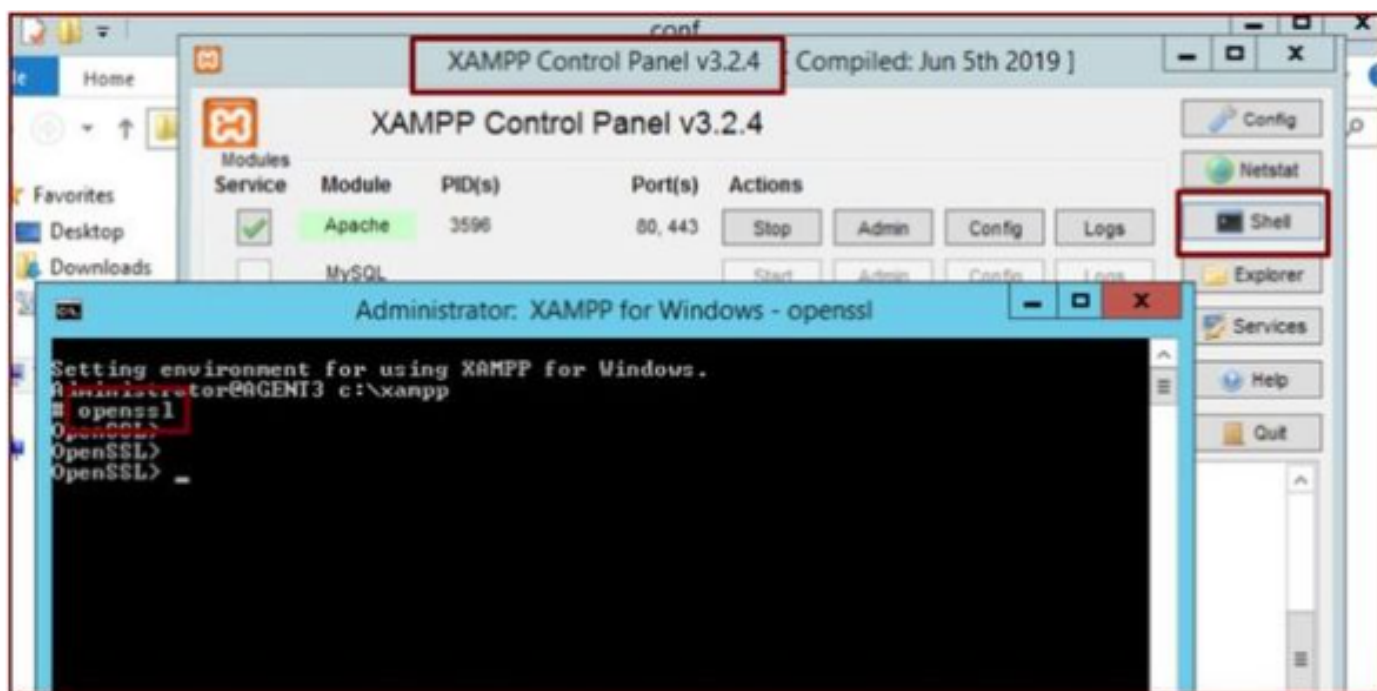 conf
XAMPP Control Panel v3.2.4 [ Compiled: Jun 5th 2019 ]
Home
XAMPP Control Panel v3.2.4
Config
Modules
Service Module PID(s) Port(s) Actions
Netstat
Favorites
Apache 3596 80, 443 Stop Admin Config Logs
Shell
Desktop
Downloads
MySQL Start Admin Config Logs
Explorer
Administrator: XAMPP for Windows - openssl
Services
Setting environment for using XAMPP for Windows.
Administrator@AGENT3 c:\xampp
Help
# openssl
OpenSSL>
Quit
OpenSSL>
OpenSSL> _